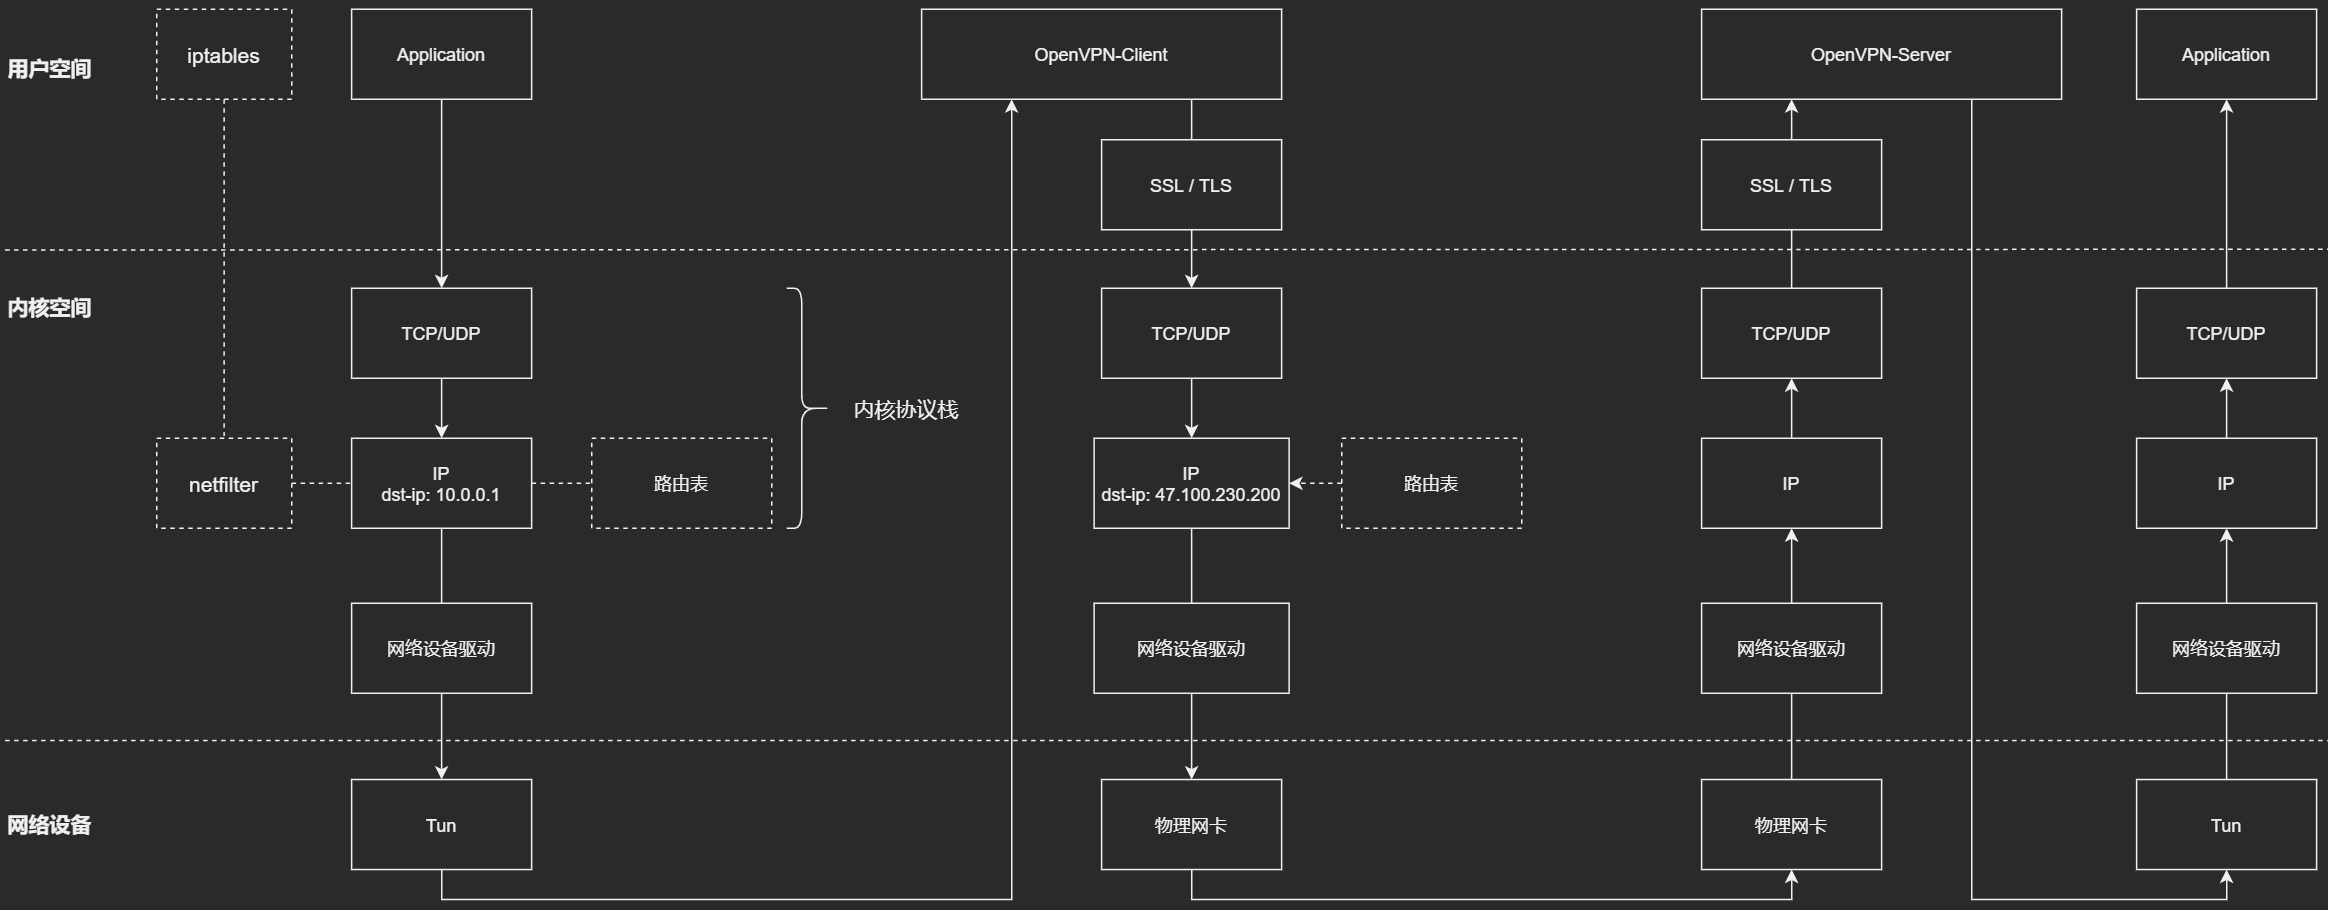 用户空间
iptables
Application
OpenVPN-Client
OpenVPN-Server
Application
SSL / TLS
SSL / TLS
内核空间
TCP/UDP
TCP/UDP
TCP/UDP
TCP/UDP
内核协议栈
netfilter
IP
dst-ip: 10.0.0.1
路由表
IP
dst-ip: 47.100.230.200
路由表
IP
IP
网络设备驱动
网络设备驱动
网络设备驱动
网络设备驱动
网络设备
Tun
物理网卡
物理网卡
Tun